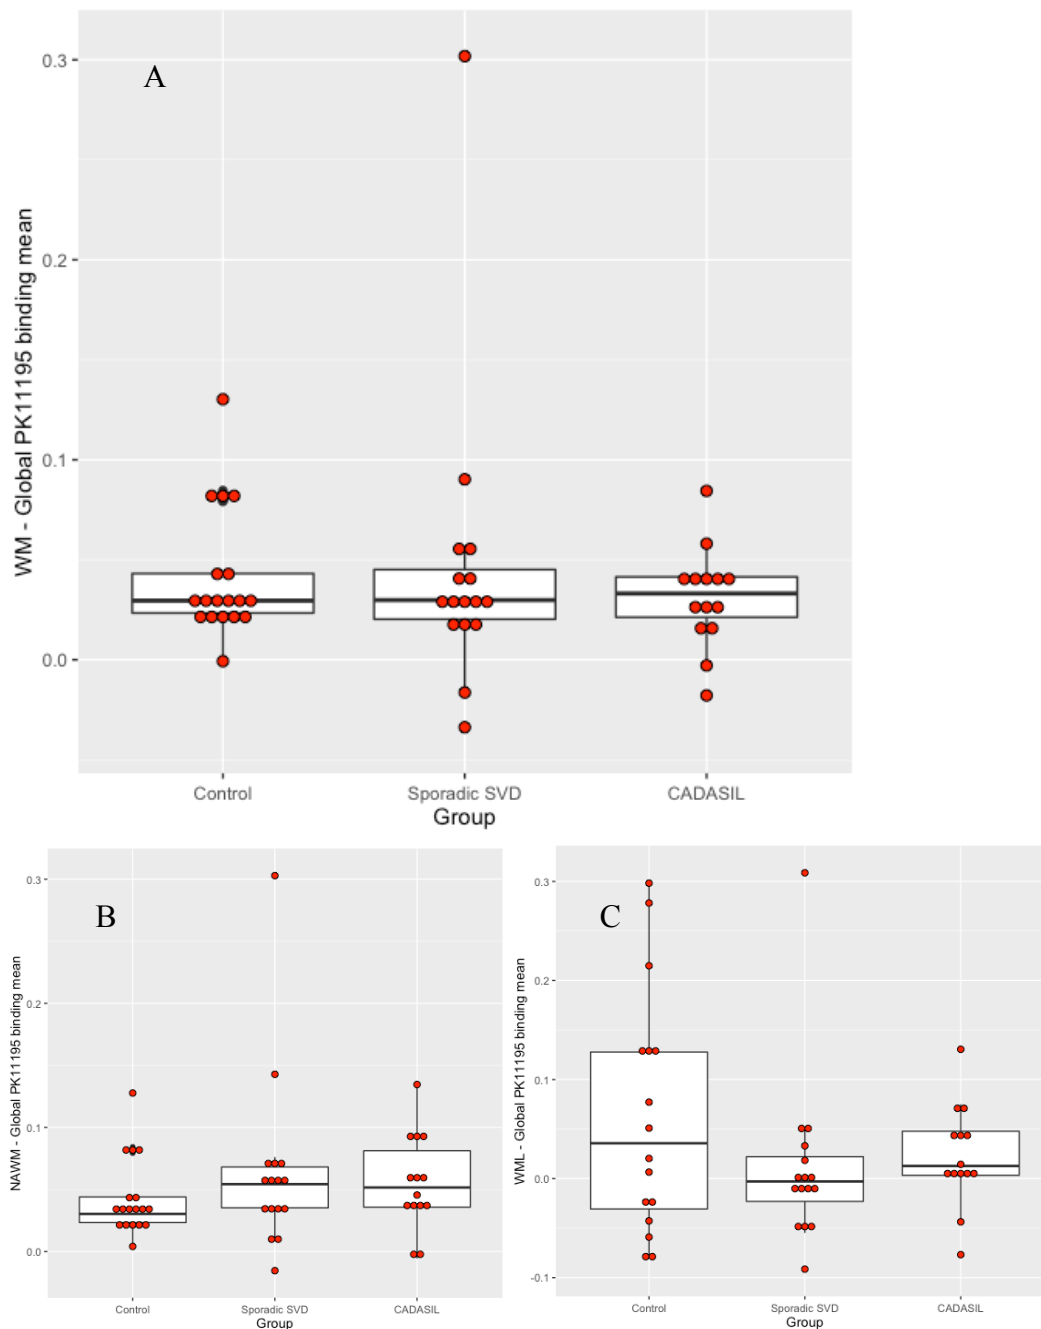 A
WM - Global PK11195 binding mean
0.3
0.2
0.1
0.0
Control Sporadic SVD CADASIL
Group
B
NAWM - Global PK11195 binding mean
0.3
0.2
0.1
0.0
Control Sporadic SVD CADASIL
Group
C
WML - Global PK11195 binding mean
0.3
0.2
0.1
0.0
-0.1
Control Sporadic SVD CADASIL
Group